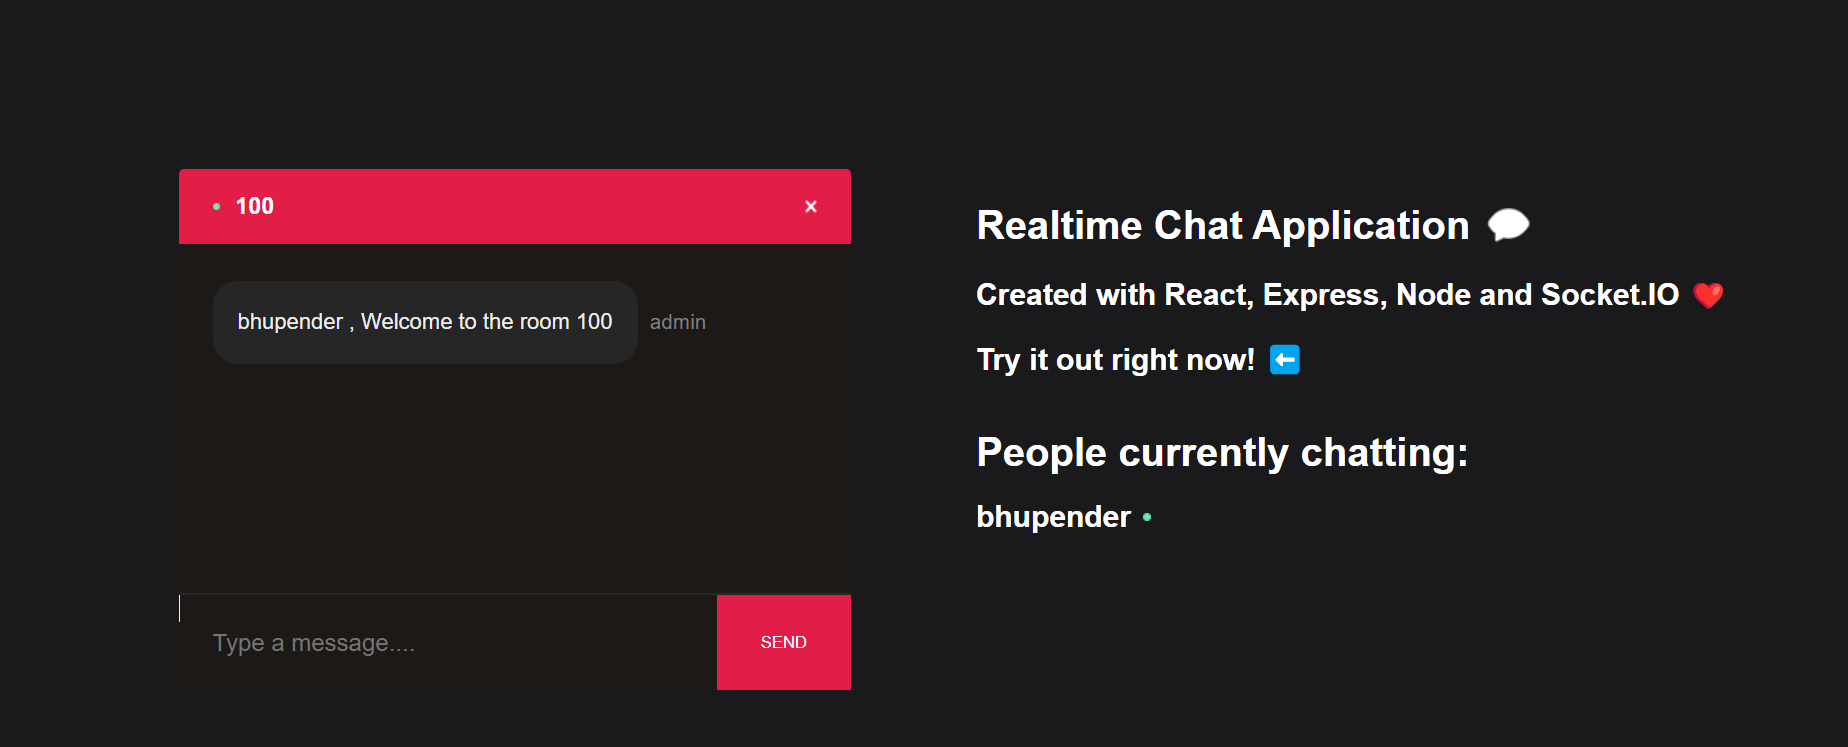 100
bhupender , Welcome to the room 100
admin
Type a message....
SEND
Realtime Chat Application 💬
Created with React, Express, Node and Socket.IO ❤️
Try it out right now! ⬅️
People currently chatting:
bhupender